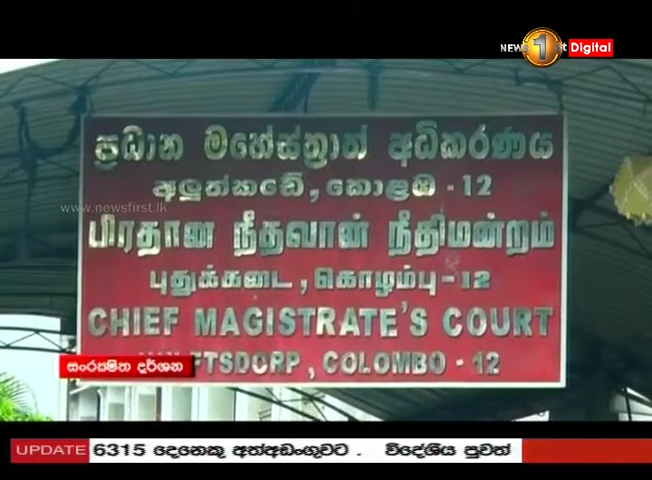 NEWS 1st Digital
ප්‍රධාන මහේස්ත්‍රාත් අධිකරණය
අලුත්කඩේ, කොළඹ - 12
www.newsfirst.lk
பிரதான நீதவான் நீதிமன்றம்
புதுக்கடை, கொழும்பு - 12
CHIEF MAGISTRATE'S COURT
FTSDORP, COLOMBO - 12
සංරක්ෂිත දර්ශන
UPDATE 6315 දෙනෙකු අත්අඩංගුවට . විදේශීය පුවත්